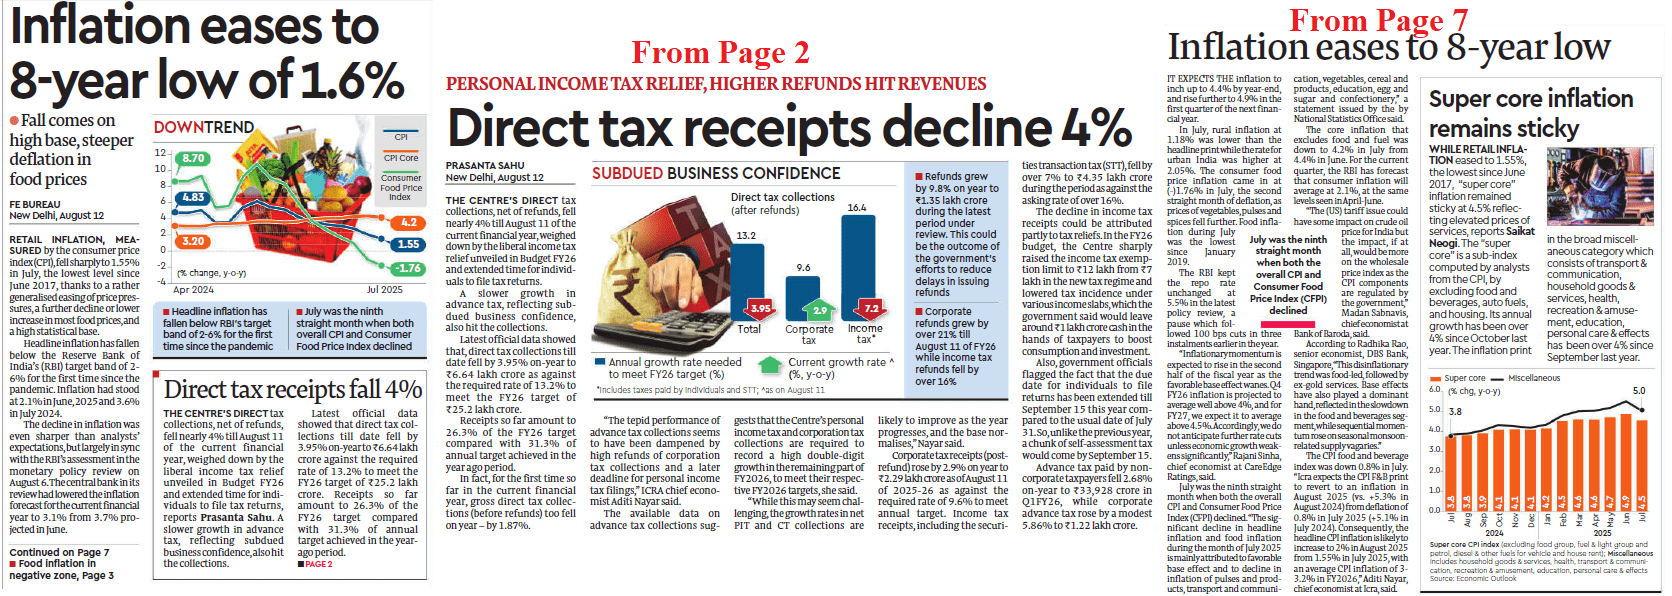 Inflation eases to
8-year low of 1.6%
● Fall comes on
high base, steeper
deflation in
food prices
FE BUREAU
New Delhi, August 12
RETAIL INFLATION, MEA-
SURED by the consumer price
index (CPI), fell sharply to 1.55%
in July, the lowest level since
June 2017, thanks to a rather
generalised easing of price pres-
sures, a further decline or lower
increase in most food prices, and
a high statistical base.
Headline inflation has fallen
below the Reserve Bank of
India's (RBI) target band of 2-
6% for the first time since the
pandemic. Inflation had stood
at 2.1% in June, 2025 and 3.6%
in July 2024.
The decline in inflation was
even sharper than analysts'
expectations, but largely in sync
with the RBI's assessment in the
monetary policy review on
August 6. The central bank in its
review had lowered the inflation
forecast for the current financial
year to 3.1% from 3.7% pro-
jected in June.
Continued on Page 7
■ Food inflation in
negative zone, Page 3
DOWNTREND
CPI
CPI Core
Consumer
Food Price
Index
12
10
8
6
4
2
0
-2
-4
8.70
4.83
3.20
4.2
1.55
-1.76
(% change, y-o-y)
Apr 2024
Jul 2025
■ Headline inflation has
fallen below RBI's target
band of 2-6% for the first
time since the pandemic
■ July was the ninth
straight month when both
overall CPI and Consumer
Food Price Index declined
Direct tax receipts fall 4%
THE CENTRE'S DIRECT tax
collections, net of refunds,
fell nearly 4% till August 11
of the current financial
year, weighed down by the
liberal income tax relief
unveiled in Budget FY26
and extended time for indi-
viduals to file tax returns,
reports Prasanta Sahu. A
slower growth in advance
tax, reflecting subdued
business confidence, also hit
the collections.
Latest official data
showed that direct tax col-
lections till date fell by
3.95% on-year to ₹6.64 lakh
crore against the required
rate of 13.2% to meet the
FY26 target of ₹25.2 lakh
crore. Receipts so far
amount to 26.3% of the
FY26 target compared
with 31.3% of annual
target achieved in the year-
ago period.
■ PAGE 2
From Page 2
PERSONAL INCOME TAX RELIEF, HIGHER REFUNDS HIT REVENUES
Direct tax receipts decline 4%
PRASANTA SAHU
New Delhi, August 12
THE CENTRE'S DIRECT tax
collections, net of refunds, fell
nearly 4% till August 11 of the
current financial year, weighed
down by the liberal income tax
relief unveiled in Budget FY26
and extended time for individ-
uals to file tax returns.
A slower growth in
advance tax, reflecting sub-
dued business confidence,
also hit the collections.
Latest official data showed
that, direct tax collections till
date fell by 3.95% on-year to
₹6.64 lakh crore as against
the required rate of 13.2% to
meet the FY26 target of
₹25.2 lakh crore.
Receipts so far amount to
26.3% of the FY26 target
compared with 31.3% of
annual target achieved in the
year ago period.
In fact, for the first time so
far in the current financial
year, gross direct tax collec-
tions (before refunds) too fell
on year – by 1.87%.
SUBDUED BUSINESS CONFIDENCE
TAX
Direct tax collections
(after refunds)
13.2
9.6
16.4
3.95
2.9
7.2
Total
Corporate
tax
Income
tax*
Annual growth rate needed
to meet FY26 target (%)
Current growth rate ^
(%, y-o-y)
*Includes taxes paid by individuals and STT; ^as on August 11
■ Refunds grew
by 9.8% on year to
₹1.35 lakh crore
during the latest
period under
review. This could
be the outcome of
the government's
efforts to reduce
delays in issuing
refunds
■ Corporate
refunds grew by
over 21% till
August 11 of FY26
while income tax
refunds fell by
over 16%
"The tepid performance of
advance tax collections seems
to have been dampened by
high refunds of corporation
tax collections and a later
deadline for personal income
tax filings," ICRA chief econo-
mist Aditi Nayar said.
The available data on
advance tax collections sug-
gests that the Centre's personal
income tax and corporation tax
collections are required to
record a high double-digit
growth in the remaining part of
FY2026, to meet their respec-
tive FY2026 targets, she said.
"While this may seem chal-
lenging, the growth rates in net
PIT and CT collections are
likely to improve as the year
progresses, and the base nor-
malises," Nayar said.
Corporate tax receipts (post-
refund) rose by 2.9% on year to
₹2.29 lakh crore as of August 11
of 2025-26 as against the
required rate of 9.6% to meet
annual target. Income tax
receipts, including the securi-
ties transaction tax (STT), fell by
over 7% to ₹4.35 lakh crore
during the period as against the
asking rate of over 16%.
The decline in income tax
receipts could be attributed
partly to tax reliefs. In the FY26
budget, the Centre sharply
raised the income tax exemp-
tion limit to ₹12 lakh from ₹7
lakh in the new tax regime and
lowered tax incidence under
various income slabs, which the
government said would leave
around ₹1 lakh crore cash in the
hands of taxpayers to boost
consumption and investment.
Also, government officials
flagged the fact that the due
date for individuals to file
returns has been extended till
September 15 this year com-
pared to the usual date of July
31. So, unlike the previous year,
a chunk of self-assessment tax
would come by September 15.
Advance tax paid by non-
corporate taxpayers fell 2.68%
on-year to ₹33,928 crore in
Q1FY26, while corporate
advance tax rose by a modest
5.86% to ₹1.22 lakh crore.
From Page 7
Inflation eases to 8-year low
IT EXPECTS THE inflation to
inch up to 4.4% by year-end,
and rise further to 4.9% in the
first quarter of the next finan-
cial year.
In July, rural inflation at
1.18% was lower than the
headline print while the rate for
urban India was higher at
2.05%. The consumer food
price inflation came in at
(-)1.76% in July, the second
straight month of deflation, as
prices of vegetables, pulses and
spices fell further. Food infla-
tion during July
was the lowest
since January
2019.
The RBI kept
the repo rate
unchanged at
5.5% in the latest
policy review, a
pause which fol-
lowed 100 bps cuts in three
instalments earlier in the year.
"Inflationary momentum is
expected to rise in the second
half of the fiscal year as the
favorable base effect wanes. Q4
FY26 inflation is projected to
average well above 4%, and for
FY27, we expect it to average
above 4.5%. Accordingly, we do
not anticipate further rate cuts
unless economic growth weak-
ens significantly," Rajani Sinha,
chief economist at CareEdge
Ratings, said.
July was the ninth straight
month when both the overall
CPI and Consumer Food Price
Index (CFPI) declined. "The sig-
nificant decline in headline
inflation and food inflation
during the month of July 2025
is mainly attributed to favorable
base effect and to decline in
inflation of pulses and prod-
ucts, transport and communi-
cation, vegetables, cereal and
products, education, egg and
sugar and confectionery," a
statement issued by the by
National Statistics Office said.
The core inflation that
excludes food and fuel was
down to 4.2% in July from
4.4% in June. For the current
quarter, the RBI has forecast
that consumer inflation will
average at 2.1%, at the same
levels seen in April-June.
"The (US) tariff issue could
have some impact on crude oil
price for India but
the impact, if at
all, would be more
on the wholesale
price index as the
CPI components
are regulated by
the government,"
Madan Sabnavis,
chief economist at
Bank of Baroda, said.
According to Radhika Rao,
senior economist, DBS Bank,
Singapore, "This disinflationary
trend was food-led, followed by
ex-gold services. Base effects
have also played a dominant
hand, reflected in the slowdown
in the food and beverages seg-
ment, while sequential momen-
tum rose on seasonal monsoon-
related supply vagaries."
The CPI food and beverage
index was down 0.8% in July.
"Icra expects the CPI F&B print
to revert to an inflation in
August 2025 (vs. +5.3% in
August 2024) from deflation of
0.8% in July 2025 (+5.1% in
July 2024). Consequently, the
headline CPI inflation is likely to
increase to 2% in August 2025
from 1.55% in July 2025, with
an average CPI inflation of 3-
3.2% in FY2026," Aditi Nayar,
chief economist at Icra, said.
July was the ninth
straight month
when both the
overall CPI and
Consumer Food
Price Index (CFPI)
declined
Super core inflation
remains sticky
WHILE RETAIL INFLA-
TION eased to 1.55%,
the lowest since June
2017, "super core"
inflation remained
sticky at 4.5% reflec-
ting elevated prices of
services, reports Saikat
Neogi. The "super
core" is a sub-index
computed by analysts
from the CPI, by
excluding food and
beverages, auto fuels,
and housing. Its annual
growth has been over
4% since October last
year. The inflation print
in the broad miscell-
aneous category which
consists of transport &
communication,
household goods &
services, health,
recreation & amuse-
ment, education,
personal care & effects
has been over 4% since
September last year.
Super core
Miscellaneous
(% chg, y-o-y)
6.0
5.0
4.0
3.0
2.0
1.0
0.0
3.8
5.0
3.8 3.8 3.9 4.1 4.1 4.1 4.2 4.5 4.6 4.6 4.7 4.9 4.5
Jul Aug Sep Oct Nov Dec Jan Feb Mar Apr May Jun Jul
2024
2025
Super core CPI index (excluding food group, fuel & light group and
petrol, diesel & other fuels for vehicle and house rent); Miscellaneous
includes household goods & services, health, transport & communi-
cation, recreation & amusement, education, personal care & effects
Source: Economic Outlook